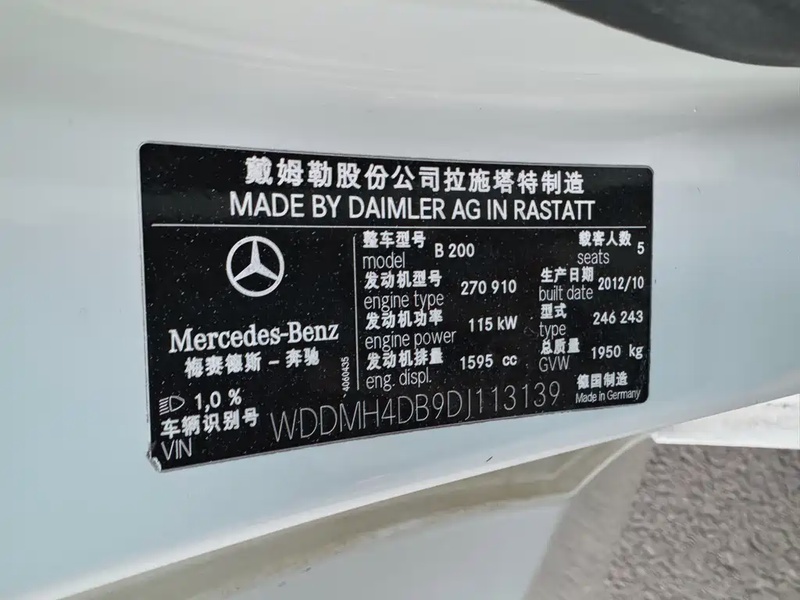 戴姆勒股份公司拉施塔特制造
MADE BY DAIMLER AG IN RASTATT
Mercedes-Benz
梅赛德斯－奔驰
1,0 %
整车型号
model
B 200
载客人数
seats
5
发动机型号
engine type
270 910
生产日期
built date
2012/10
发动机功率
engine power
115 kW
型式
type
246 243
发动机排量
eng. displ.
1595 cc
总质量
GVW
1950 kg
4060435
德国制造
Made in Germany
车辆识别号
VIN
WDDMH4DB9DJ113139